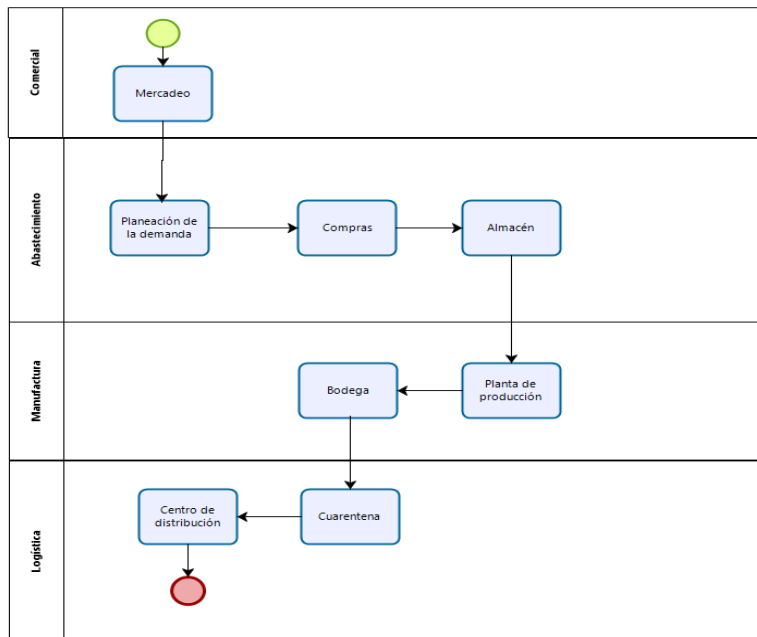 Comercial
Mercadeo
Abastecimiento
Planeación de
la demanda
Compras
Almacén
Manufactura
Bodega
Planta de
producción
Logística
Centro de
distribución
Cuarentena